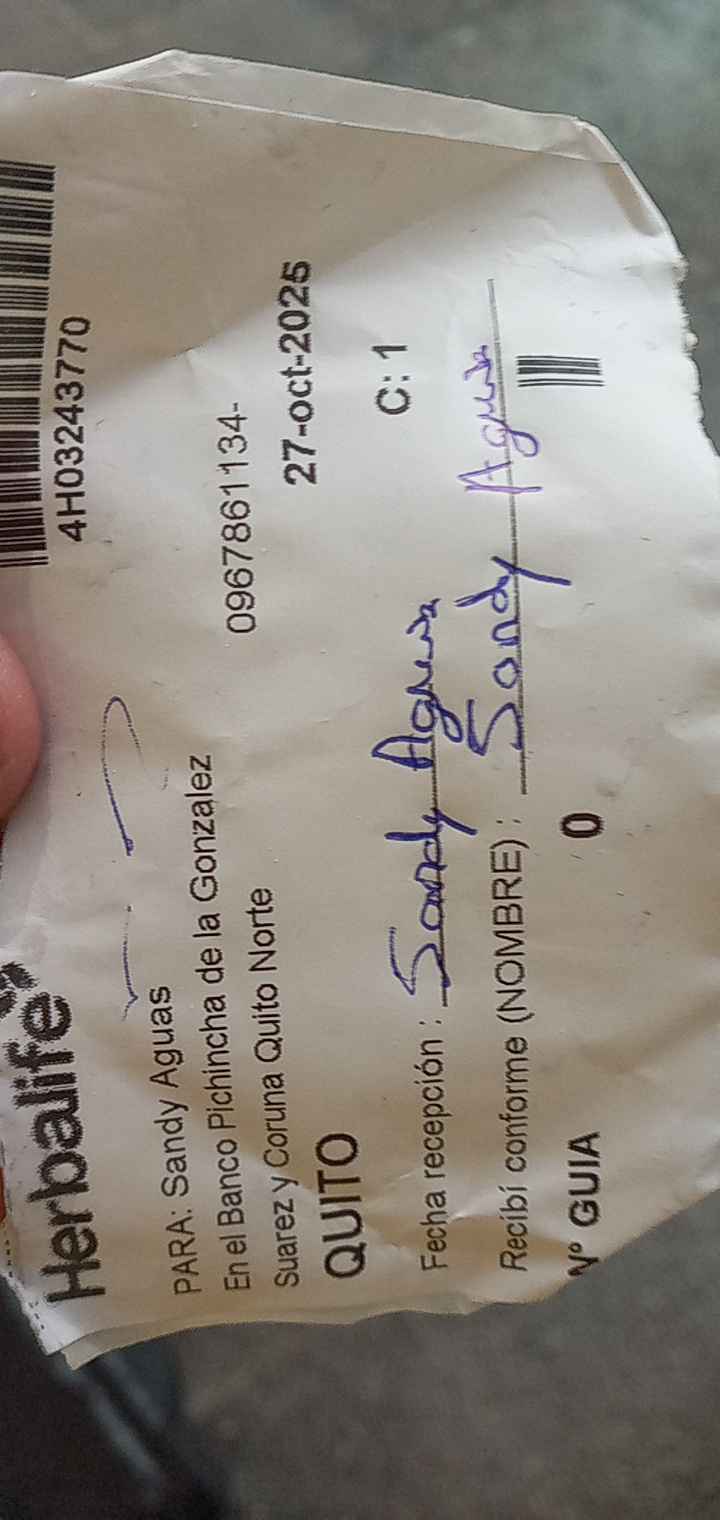 Herbalife
4H03243770
PARA: Sandy Aguas
En el Banco Pichincha de la Gonzalez 0967861134-
Suarez y Coruna Quito Norte
QUITO 27-oct-2025
C: 1
Fecha recepción : Sandy Aguas
Recibí conforme (NOMBRE) : Sandy Aguas
Nº GUIA 0